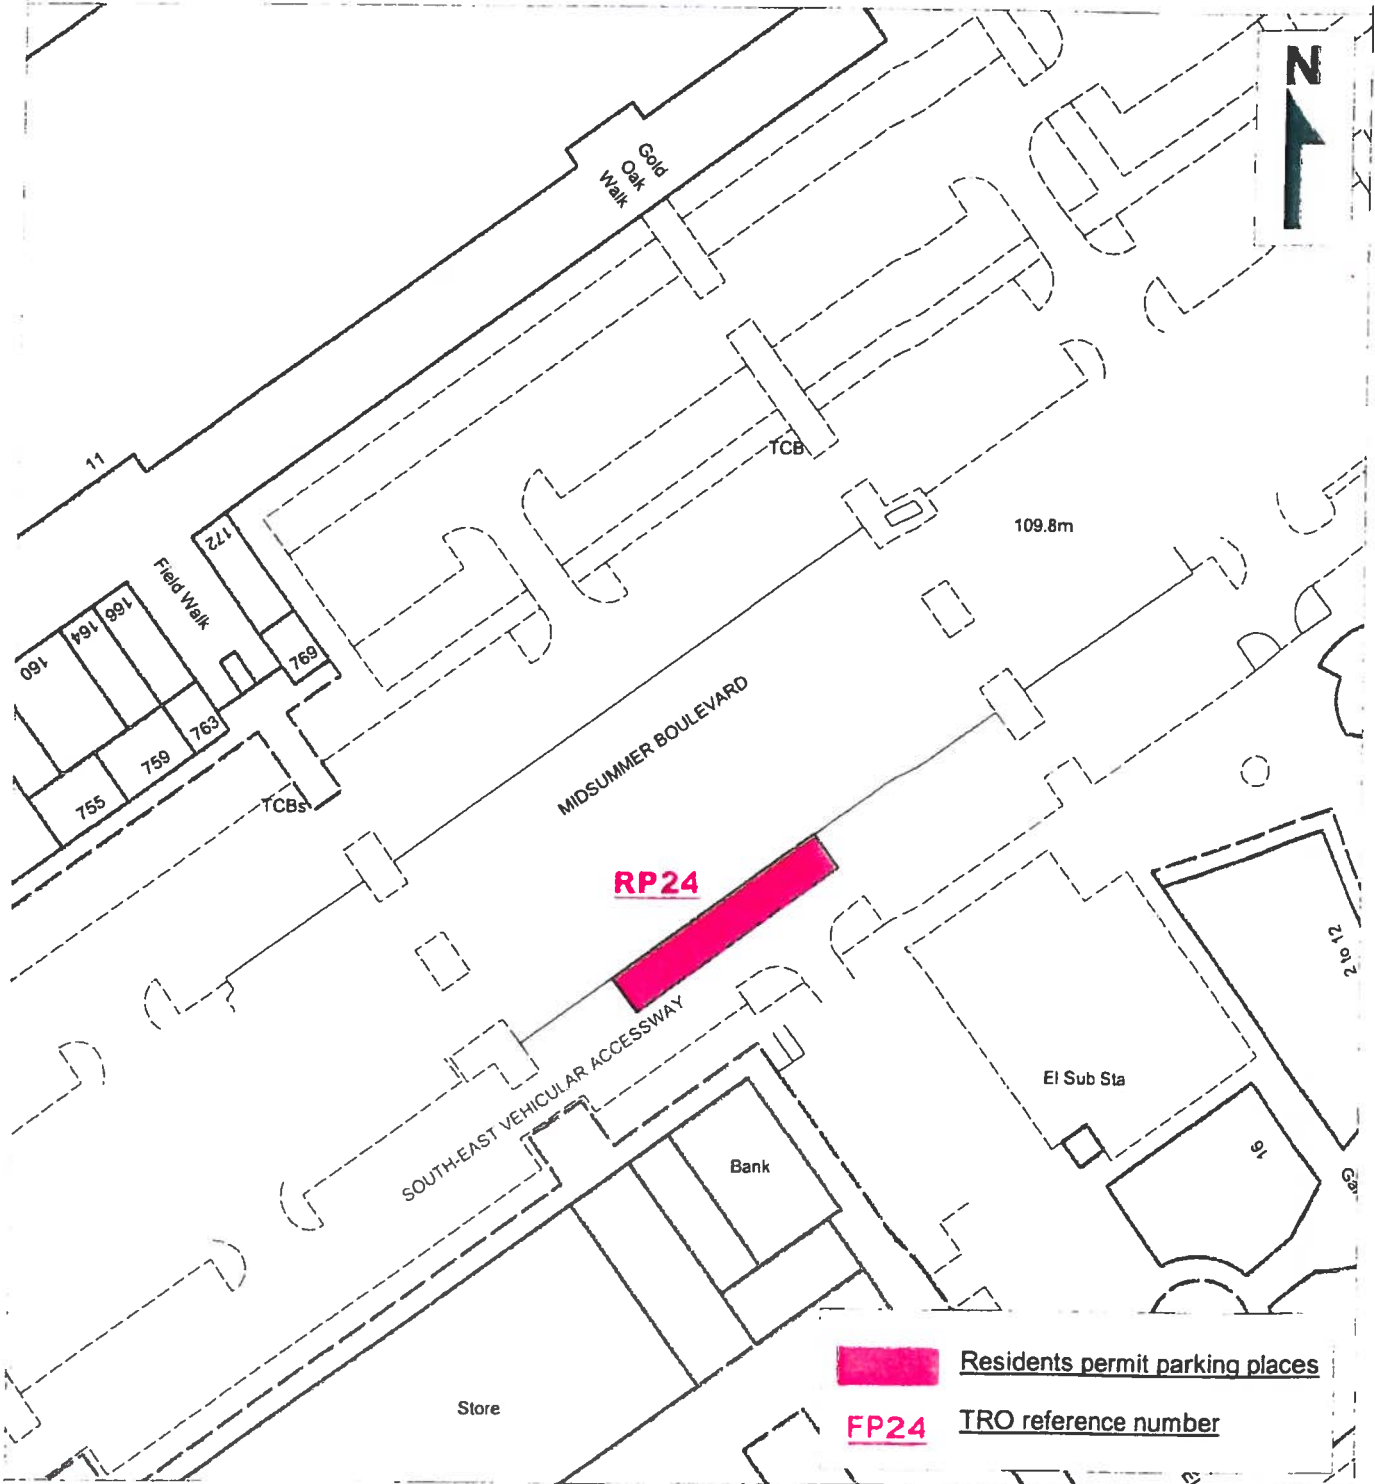 N
Gold
Oak
Walk
11
TCB
109.8m
172
Field Walk
166
164
160
769
763
759
755
TCBs
MIDSUMMER BOULEVARD
RP24
2 to 12
SOUTH-EAST VEHICULAR ACCESSWAY
El Sub Sta
16
Bank
Store
Residents permit parking places
FP24 TRO reference number